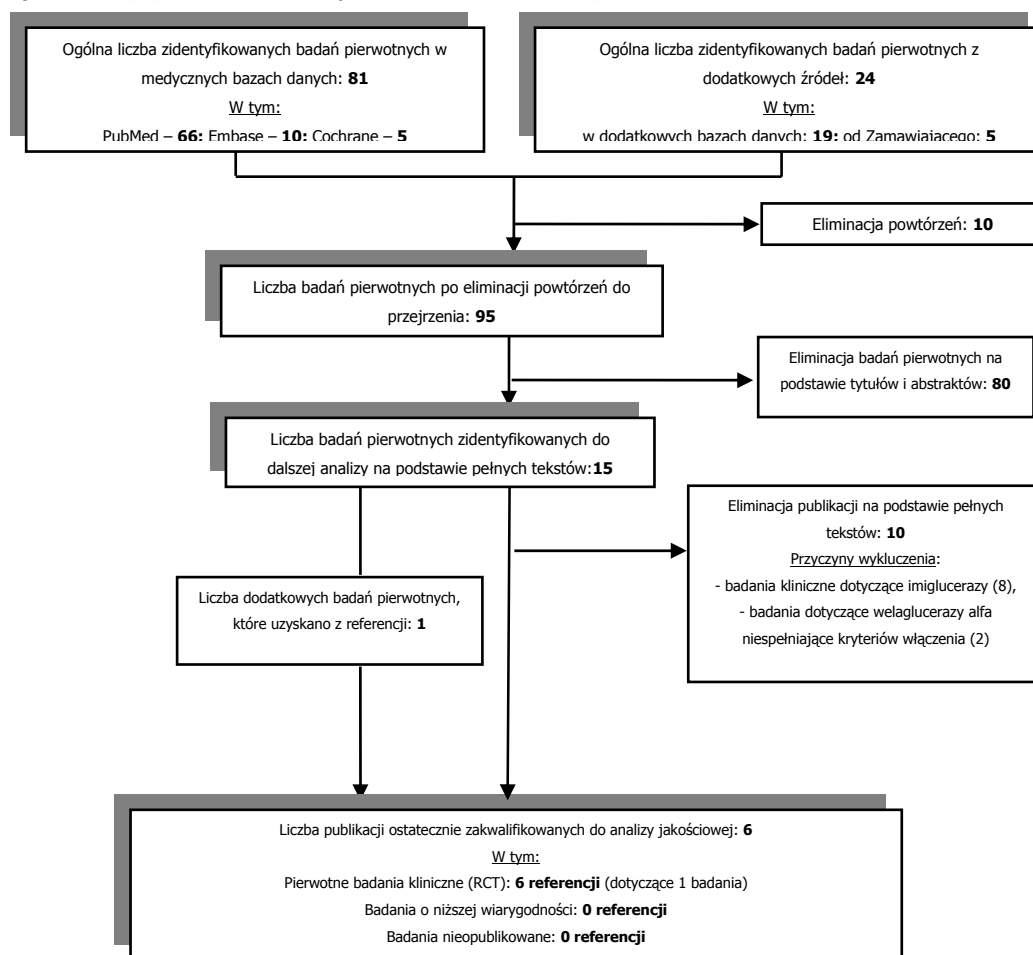 Ogólna liczba zidentyfikowanych badań pierwotnych w
medycznych bazach danych: 81
W tym:
PubMed – 66; Embase – 10; Cochrane – 5
Ogólna liczba zidentyfikowanych badań pierwotnych z
dodatkowych źródeł: 24
W tym:
w dodatkowych bazach danych: 19; od Zamawiającego: 5
Eliminacja powtórzeń: 10
Liczba badań pierwotnych po eliminacji powtórzeń do
przejrzenia: 95
Eliminacja badań pierwotnych na
podstawie tytułów i abstraktów: 80
Liczba badań pierwotnych zidentyfikowanych do
dalszej analizy na podstawie pełnych tekstów:15
Eliminacja publikacji na podstawie pełnych
tekstów: 10
Przyczyny wykluczenia:
- badania kliniczne dotyczące imiglucerazy (8),
- badania dotyczące welaglucerazy alfa
niespełniające kryteriów włączenia (2)
Liczba dodatkowych badań pierwotnych,
które uzyskano z referencji: 1
Liczba publikacji ostatecznie zakwalifikowanych do analizy jakościowej: 6
W tym:
Pierwotne badania kliniczne (RCT): 6 referencji (dotyczące 1 badania)
Badania o niższej wiarygodności: 0 referencji
Badania nieopublikowane: 0 referencji